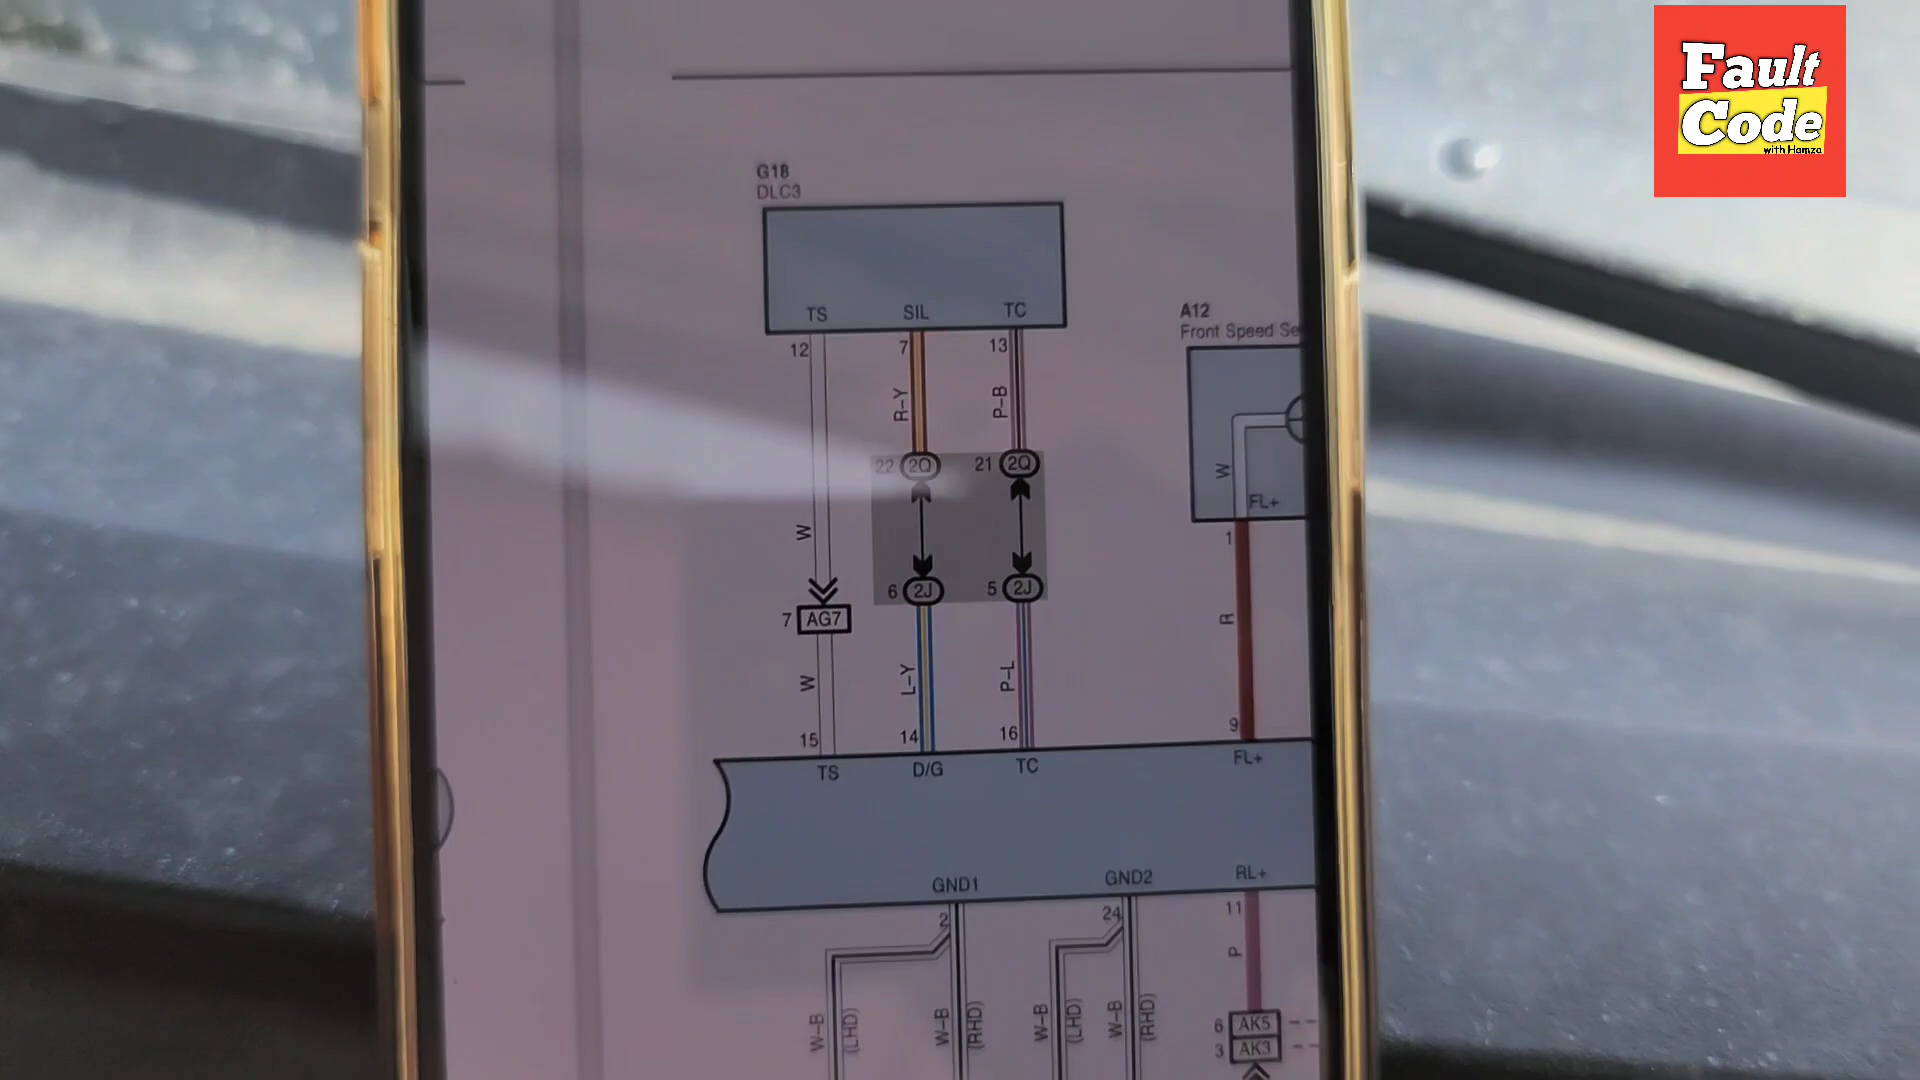 Fault
Code
with Hamza
G18
DLC3
TS SIL TC
12 7 13
R–Y P–B
A12
Front Speed Se
22 2Q 21 2Q
W
FL+
W
1
6 2J 5 2J
7 AG7
R
W L–Y P–L
15 14 16 9
TS D/G TC FL+
GND1 GND2 RL+
2 24 11
P
W–B (LHD) W–B (RHD) W–B (LHD) W–B (RHD)
6 AK5
3 AK3